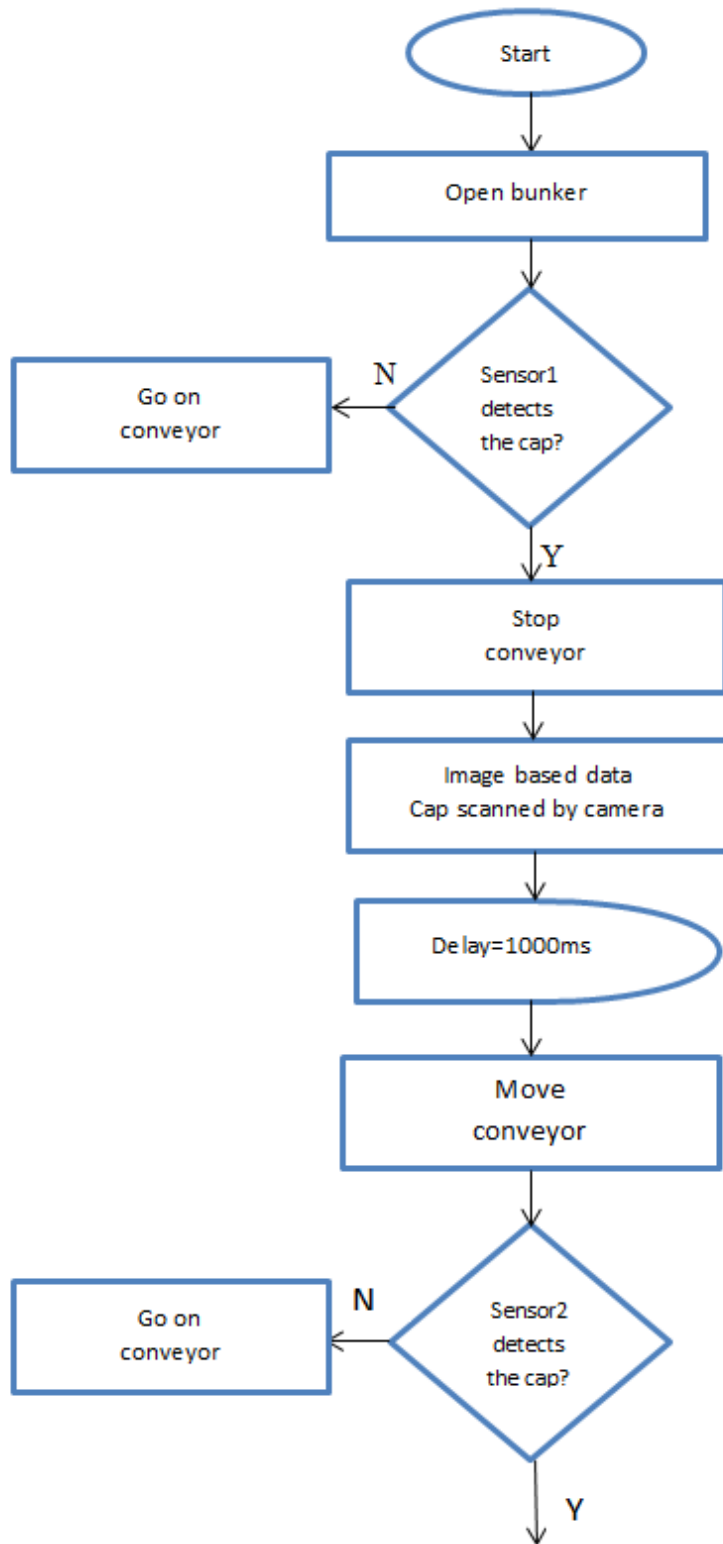 Start
Open bunker
Sensor1
detects
the cap?
N
Go on
conveyor
Y
Stop
conveyor
Image based data
Cap scanned by camera
Delay=1000ms
Move
conveyor
Sensor2
detects
the cap?
N
Go on
conveyor
Y